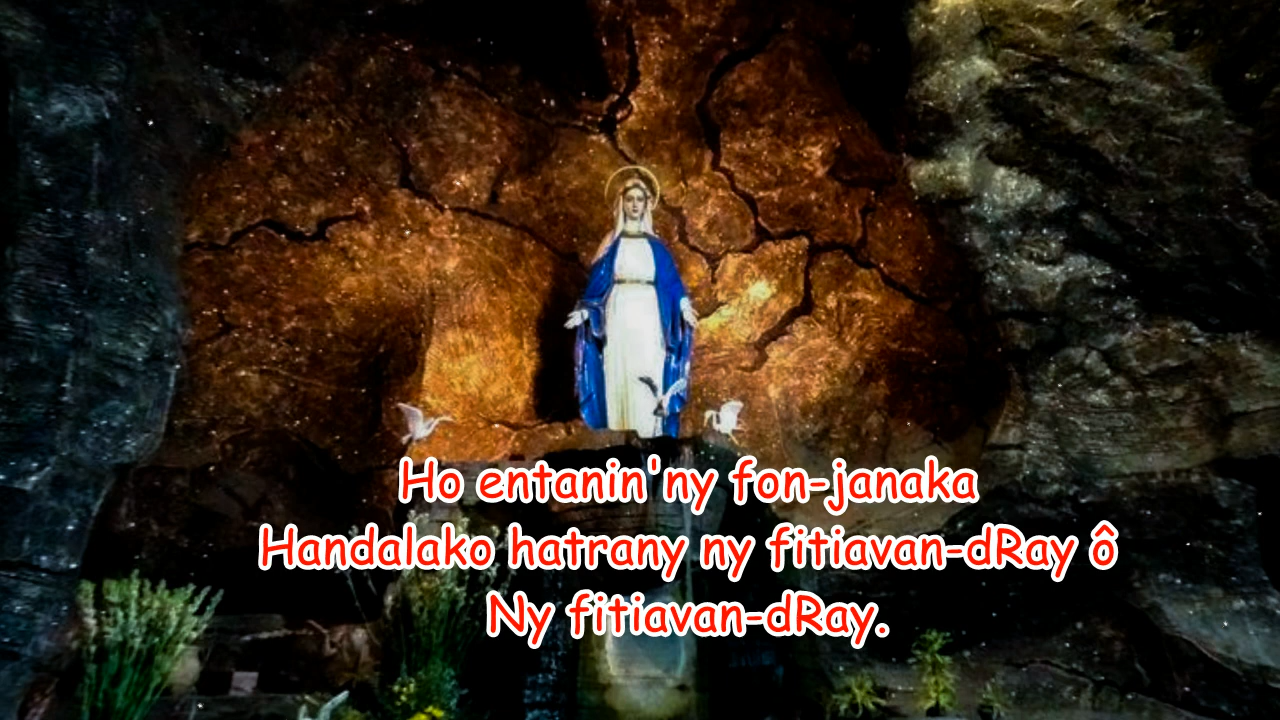 Ho entanin'ny fon-janaka
Handalako hatrany ny fitiavan-dRay ô
Ny fitiavan-dRay.